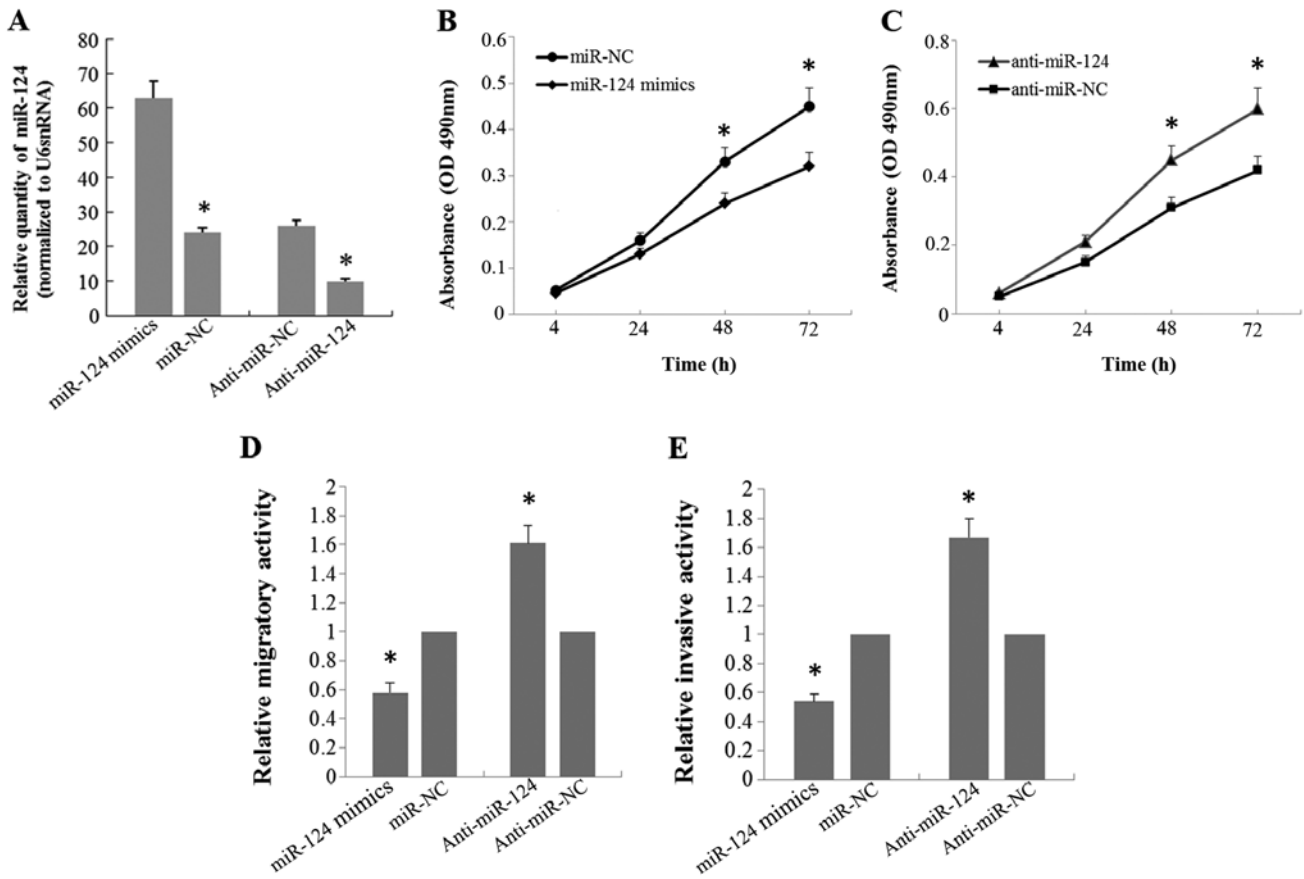 A
Relative quantity of miR-124
(normalized to U6snRNA)
80
70
60
50
40
30
20
10
0
*
*
miR-124 mimics
miR-NC
Anti-miR-NC
Anti-miR-124
B
Absorbance (OD 490nm)
0.6
0.5
0.4
0.3
0.2
0.1
0
miR-NC
miR-124 mimics
*
*
4 24 48 72
Time (h)
C
Absorbance (OD 490nm)
0.8
0.6
0.4
0.2
0
anti-miR-124
anti-miR-NC
*
*
4 24 48 72
Time (h)
D
Relative migratory activity
2
1.8
1.6
1.4
1.2
1
0.8
0.6
0.4
0.2
0
*
*
miR-124 mimics
miR-NC
Anti-miR-124
Anti-miR-NC
E
Relative invasive activity
2
1.8
1.6
1.4
1.2
1
0.8
0.6
0.4
0.2
0
*
*
miR-124 mimics
miR-NC
Anti-miR-124
Anti-miR-NC